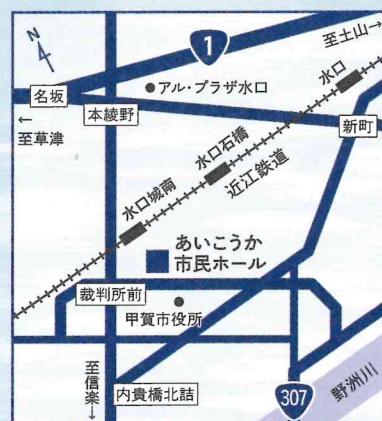 N
1
至土山→
名坂
アル・プラザ水口
水口
←
至草津
本綾野
新町
水口石橋
近江鉄道
水口城南
あいこうか
市民ホール
裁判所前
甲賀市役所
至信楽→
内貴橋北詰
307
野洲川